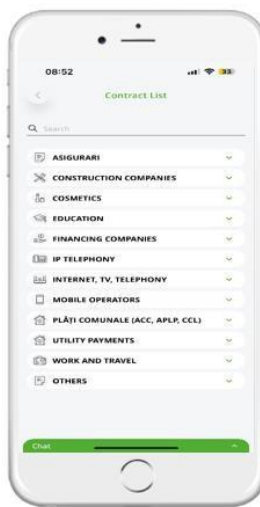 08:52
33
Contract List
Search
ASIGURARI
CONSTRUCTION COMPANIES
COSMETICS
EDUCATION
FINANCING COMPANIES
IP TELEPHONY
INTERNET, TV, TELEPHONY
MOBILE OPERATORS
PLĂȚI COMUNALE (ACC, APLP, CCL)
UTILITY PAYMENTS
WORK AND TRAVEL
OTHERS
Chat